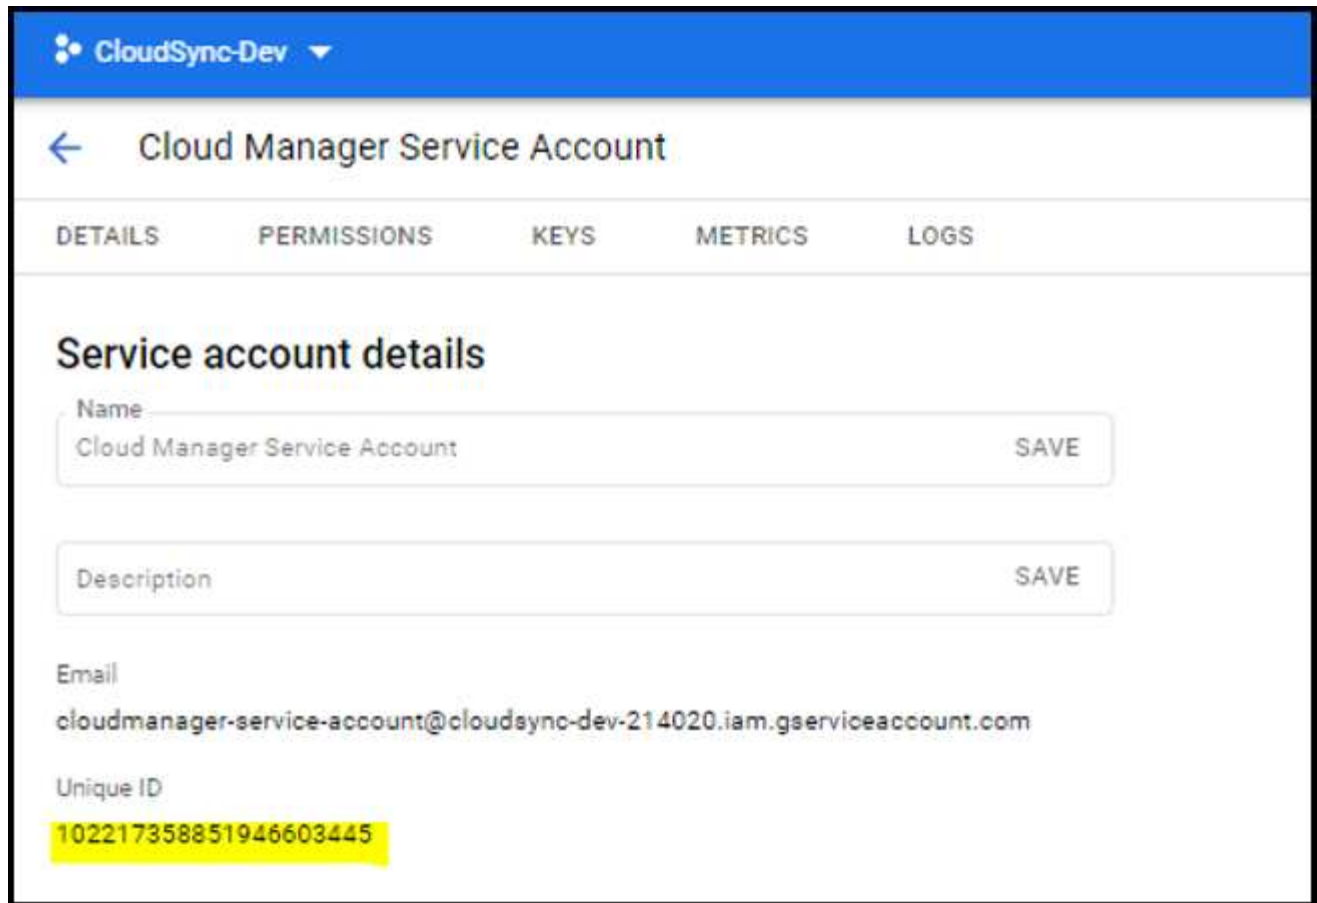 CloudSync-Dev
Cloud Manager Service Account
DETAILS PERMISSIONS KEYS METRICS LOGS
Service account details
Name
Cloud Manager Service Account SAVE
Description SAVE
Email
cloudmanager-service-account@cloudsync-dev-214020.iam.gserviceaccount.com
Unique ID
102217358851946603445